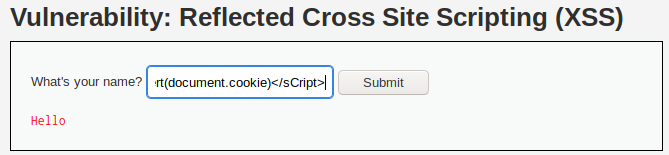 Vulnerability: Reflected Cross Site Scripting (XSS)
What's your name? rt(document.cookie)</sCript> Submit
Hello